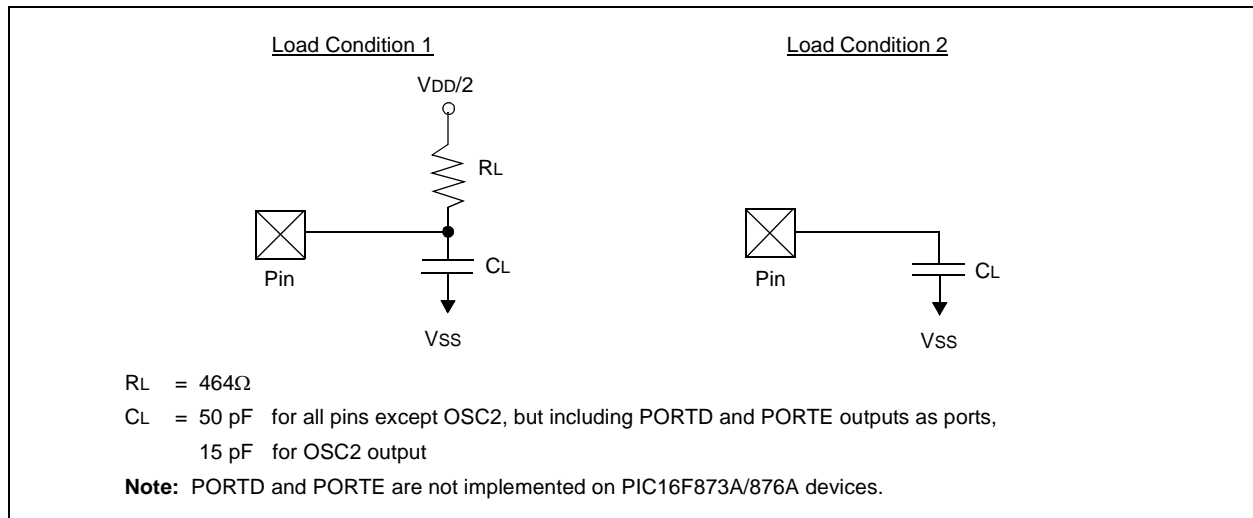 Load Condition 1
Load Condition 2
VDD/2
RL
Pin
CL
VSS
Pin
CL
VSS
RL = 464Ω
CL = 50 pF for all pins except OSC2, but including PORTD and PORTE outputs as ports,
15 pF for OSC2 output
Note: PORTD and PORTE are not implemented on PIC16F873A/876A devices.